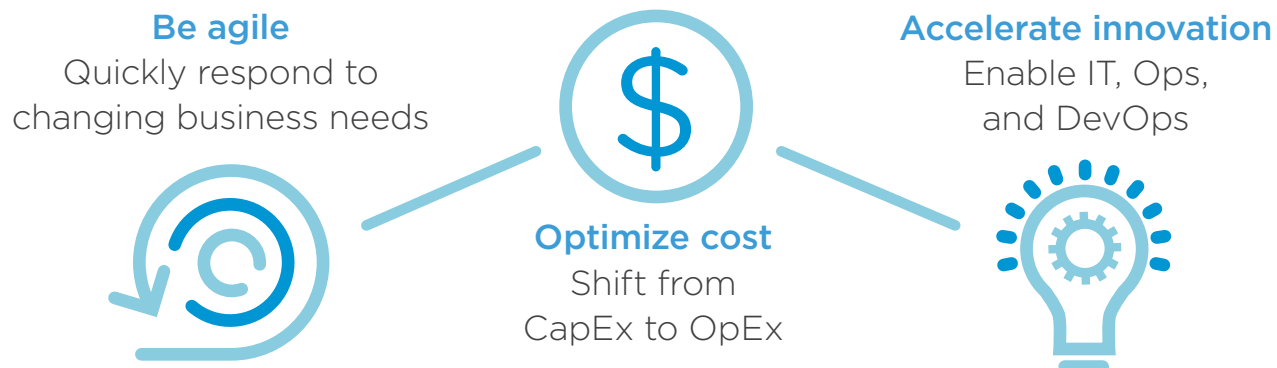 Be agile
Quickly respond to
changing business needs
$
Optimize cost
Shift from
CapEx to OpEx
Accelerate innovation
Enable IT, Ops,
and DevOps